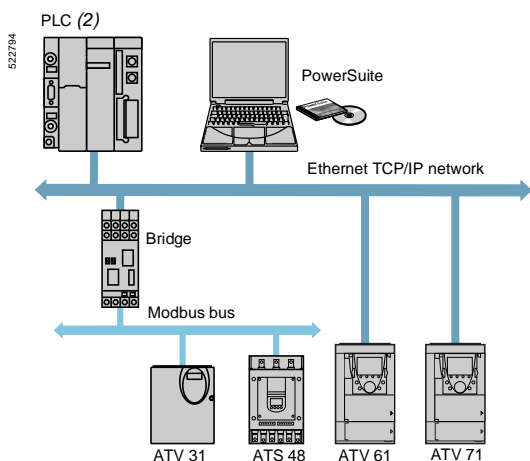 PLC (2)
522794
PowerSuite
Ethernet TCP/IP network
Bridge
Modbus bus
ATV 31
ATS 48
ATV 61
ATV 71